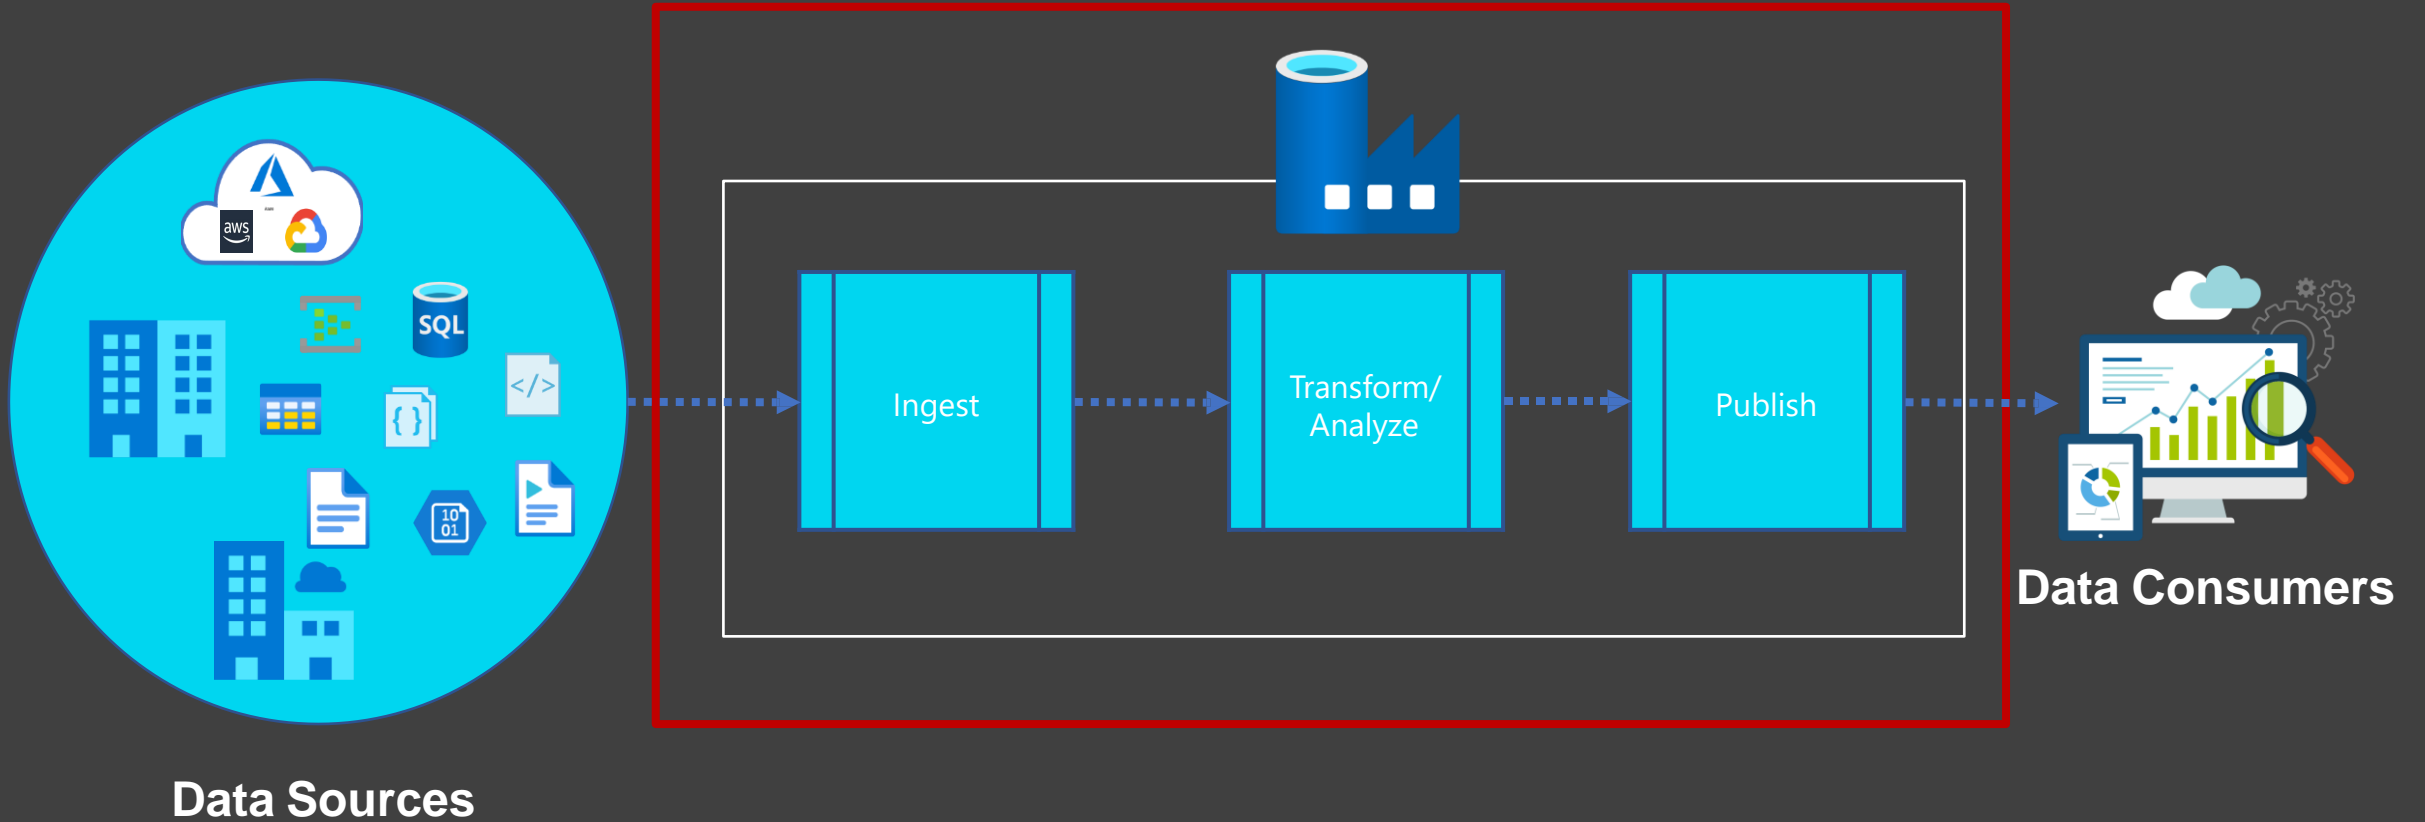 aws
SQL
</>
{ }
10
01
Ingest
Transform/
Analyze
Publish
Data Consumers
Data Sources